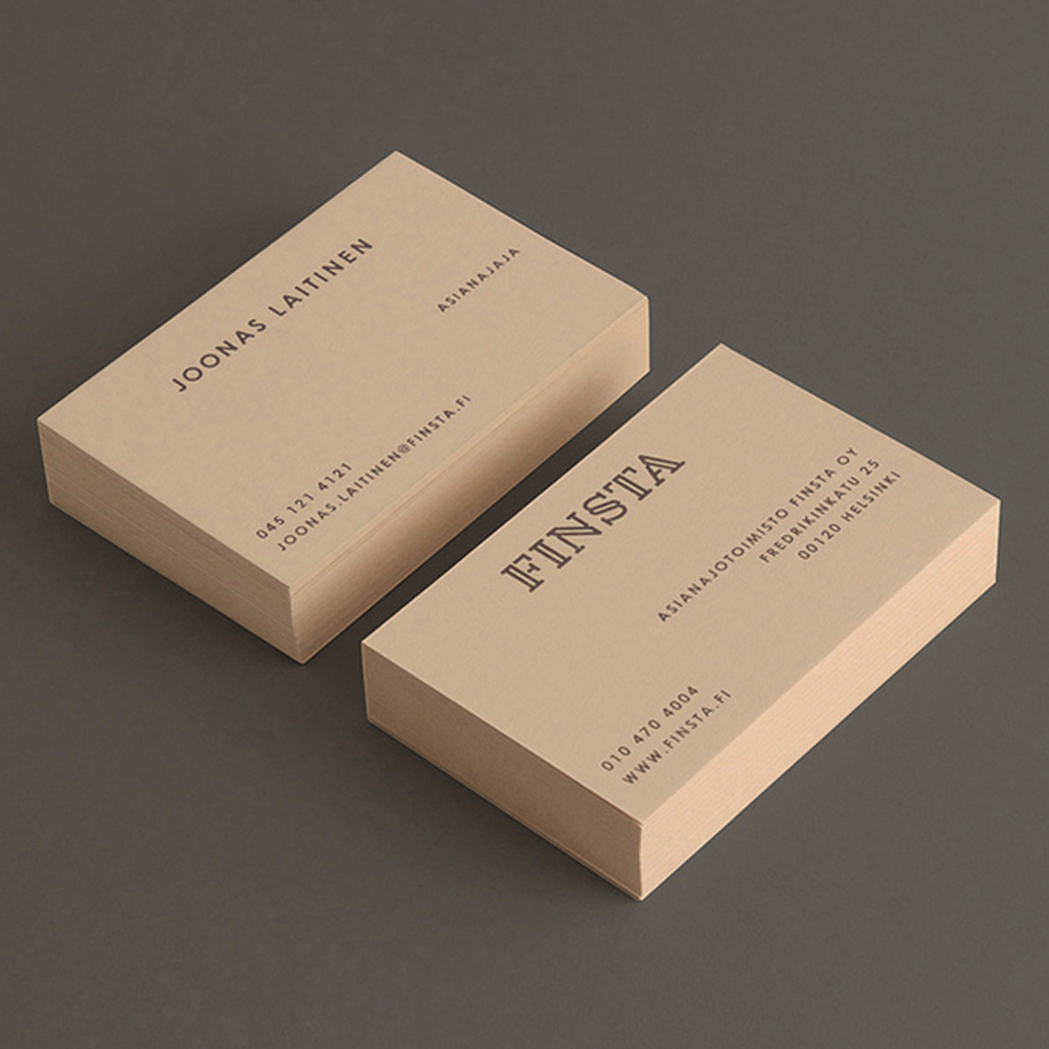 JOONAS LAITINEN
ASIANAJAJA
045 121 4121
JOONAS.LAITINEN@FINSTA.FI
FINSTA
ASIANAJOTOIMISTO FINSTA OY
FREDRIKINKATU 25
00120 HELSINKI
010 470 4004
WWW.FINSTA.FI